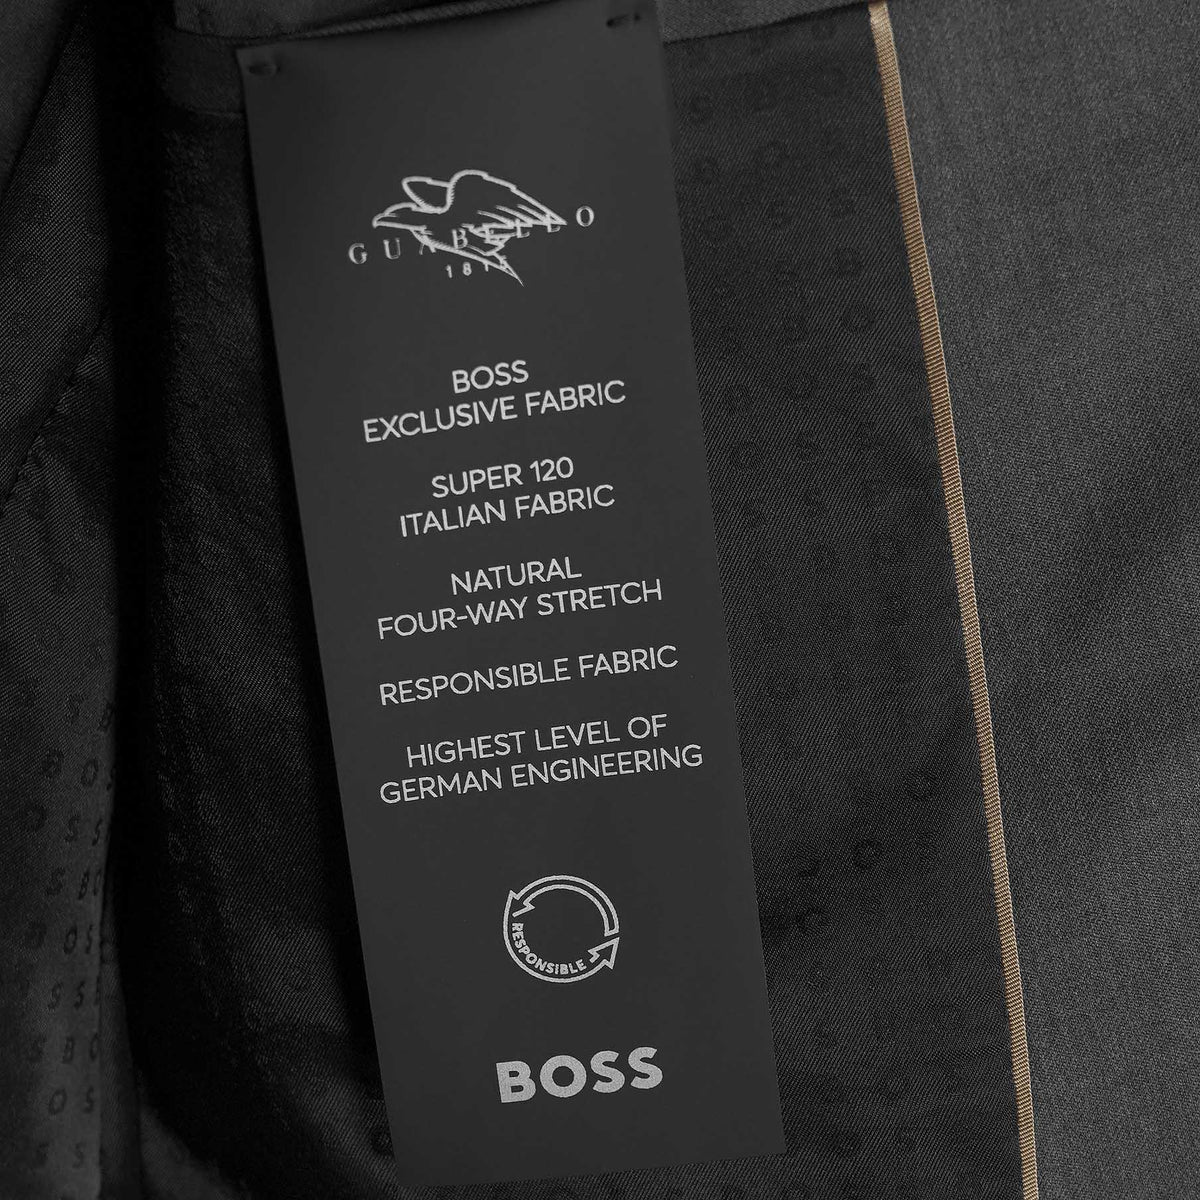 GUABELLO
BOSS
EXCLUSIVE FABRIC
SUPER 120
ITALIAN FABRIC
NATURAL
FOUR-WAY STRETCH
RESPONSIBLE FABRIC
HIGHEST LEVEL OF
GERMAN ENGINEERING
RESPONSIBLE
BOSS